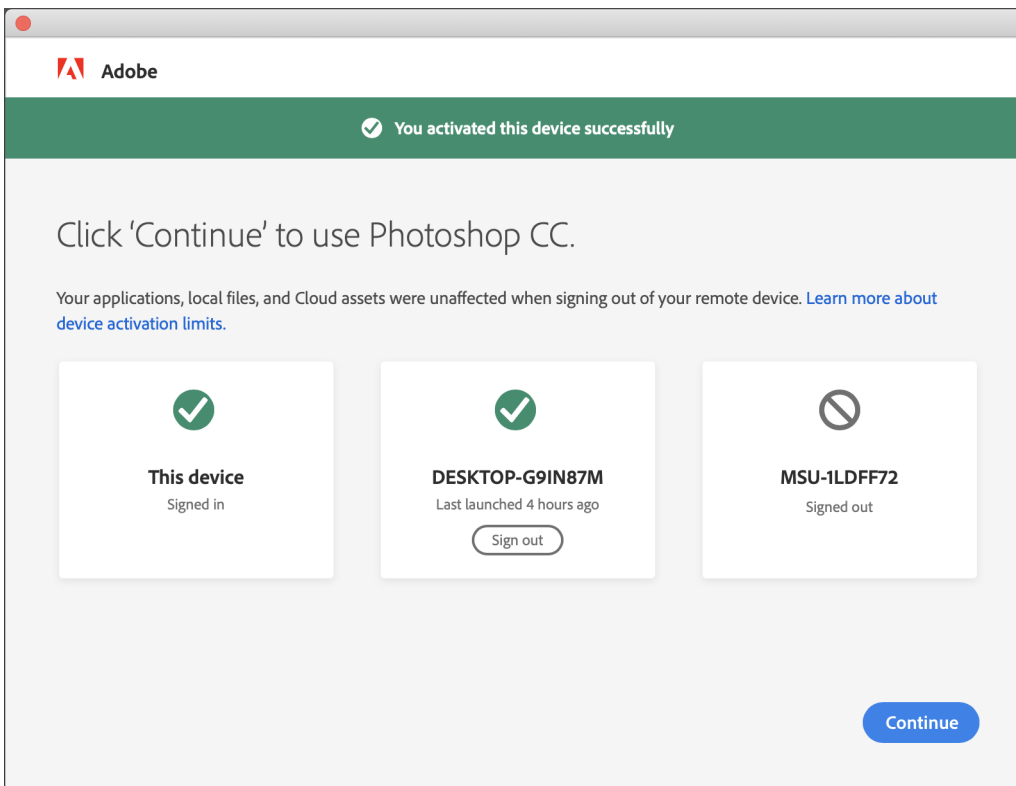 Adobe
You activated this device successfully
Click ‘Continue’ to use Photoshop CC.
Your applications, local files, and Cloud assets were unaffected when signing out of your remote device. Learn more about
device activation limits.
This device
Signed in
DESKTOP-G9IN87M
Last launched 4 hours ago
Sign out
MSU-1LDFF72
Signed out
Continue